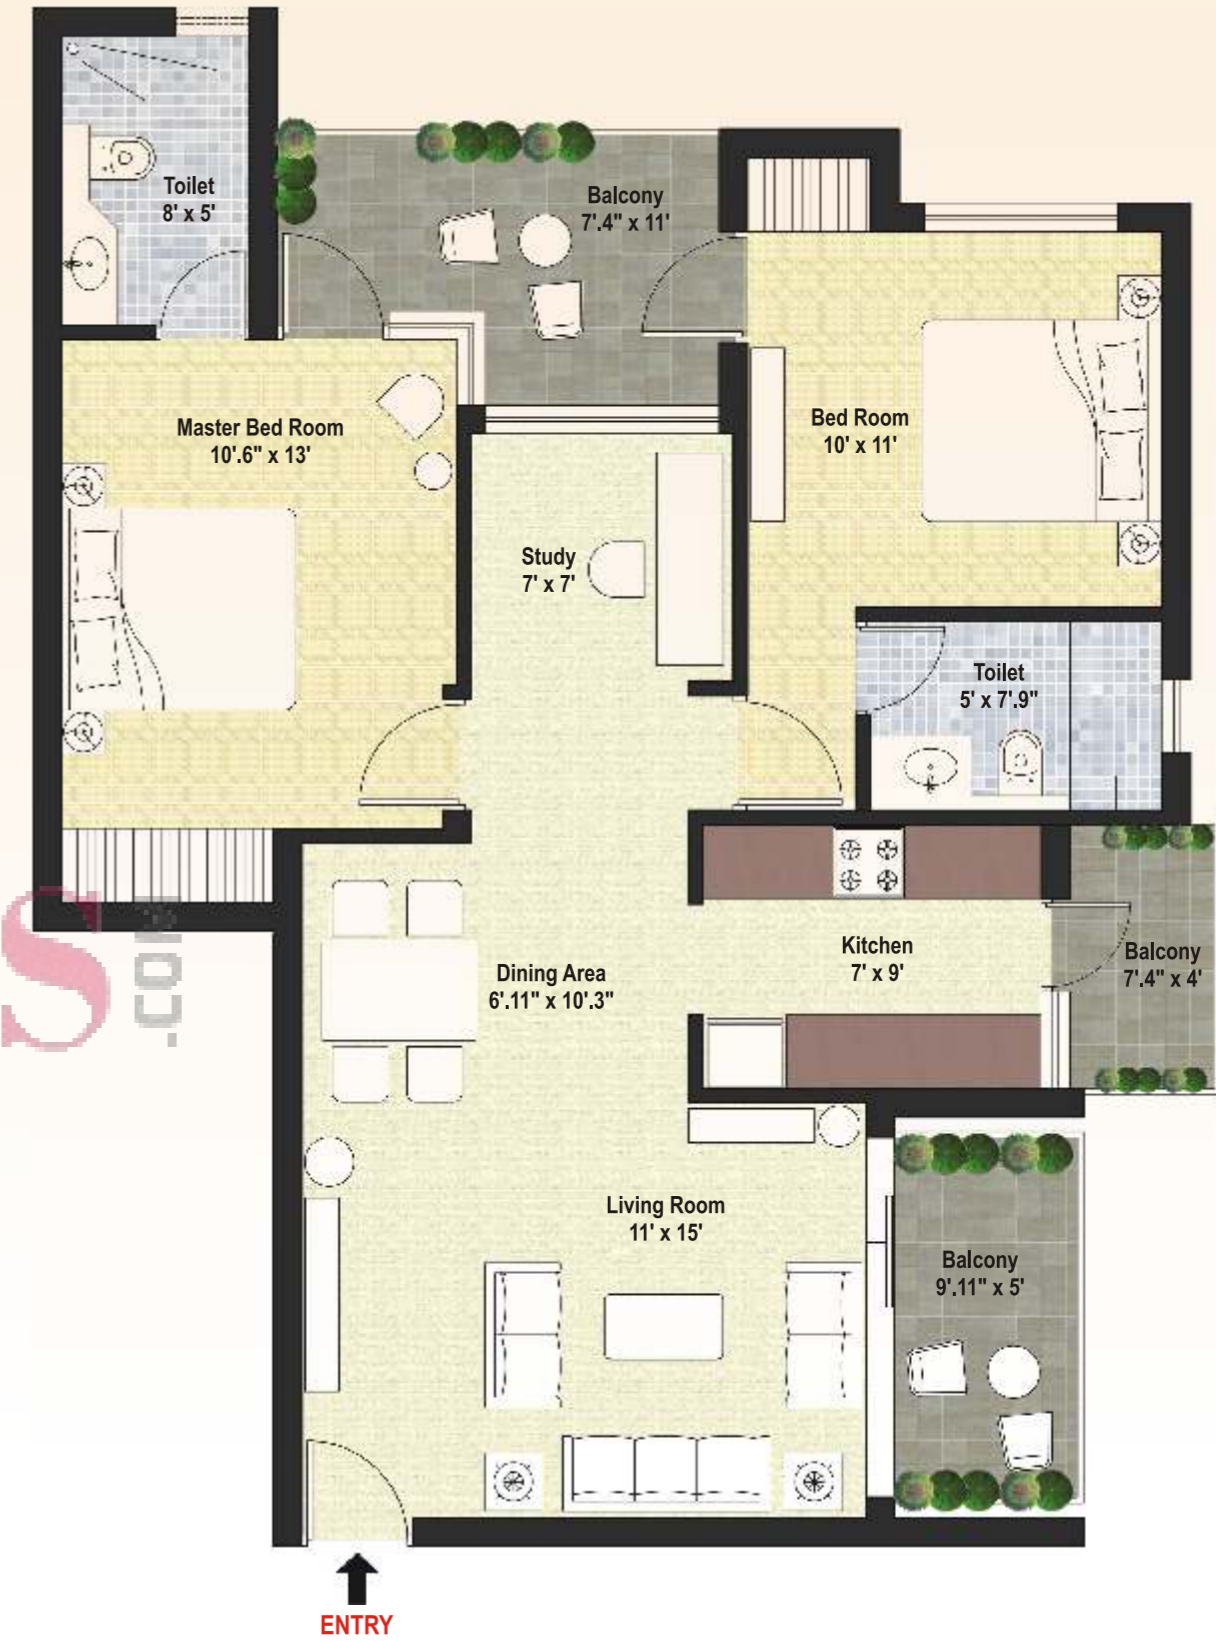 Toilet
8' x 5'
Balcony
7'.4" x 11'
Master Bed Room
10'.6" x 13'
Bed Room
10' x 11'
Study
7' x 7'
Toilet
5' x 7'.9"
Kitchen
7' x 9'
Balcony
7'.4" x 4'
Dining Area
6'.11" x 10'.3"
Living Room
11' x 15'
Balcony
9'.11" x 5'
ENTRY
S
.COM